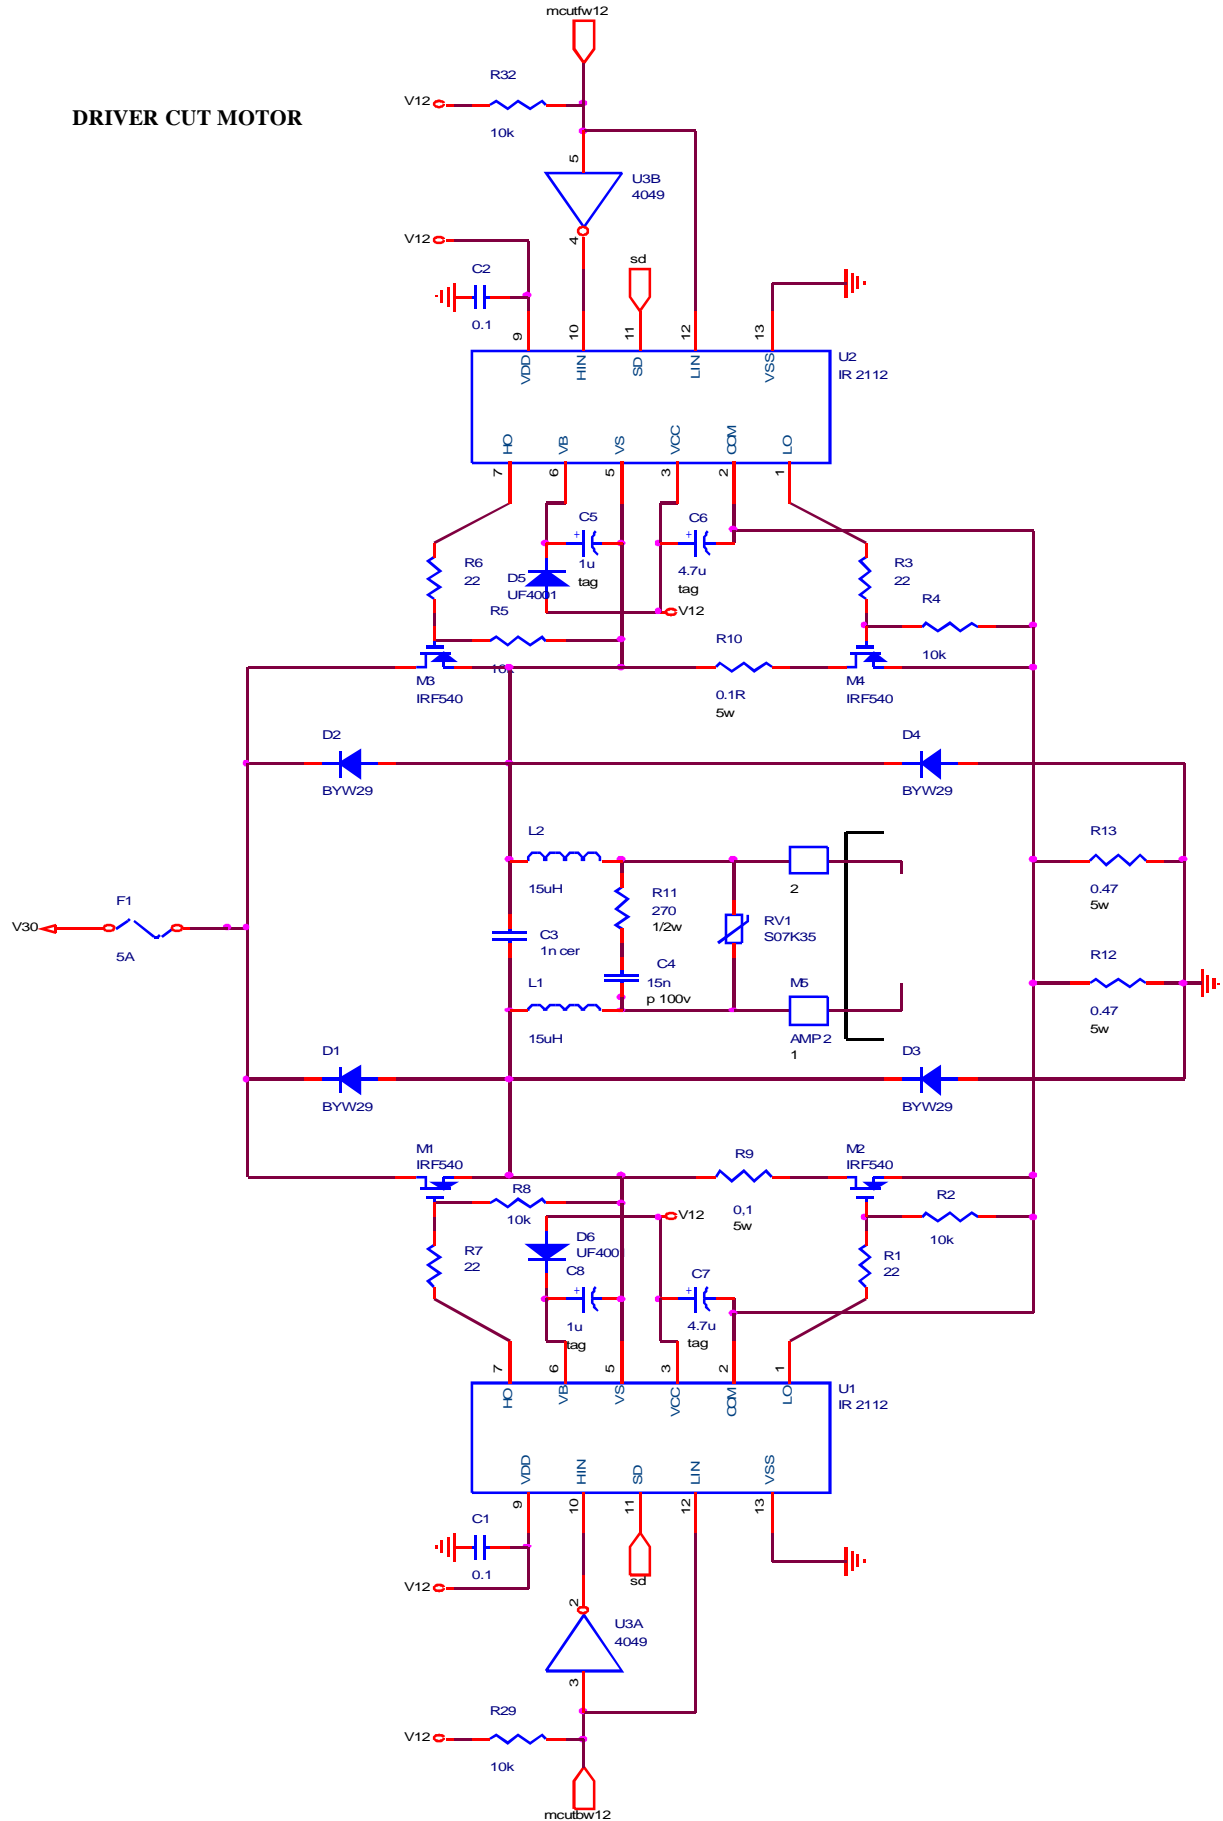 mcutfw12
R32
V12
10k
DRIVER CUT MOTOR
5
U3B
4049
4
V12
sd
C2
0.1
9
10
11
12
13
VDD
HIN
SD
LIN
VSS
U2
IR 2112
HO
VB
VS
VCC
COM
LO
7
6
5
3
2
1
C5
1u
tag
C6
4.7u
tag
R6
22
D5
UF4001
R3
22
R5
10k
V12
R4
10k
R10
0.1R
5w
M3
IRF540
M4
IRF540
D2
BYW29
D4
BYW29
L2
15uH
2
R13
0.47
5w
R11
270
1/2w
RV1
S07K35
F1
V30
5A
C3
1n cer
C4
15n
p 100v
L1
15uH
M5
AMP2
1
R12
0.47
5w
D1
BYW29
D3
BYW29
M1
IRF540
R9
0,1
5w
M2
IRF540
R8
10k
V12
R2
10k
R7
22
D6
UF400
R1
22
C8
1u
tag
C7
4.7u
tag
7
6
5
3
2
1
HO
VB
VS
VCC
COM
LO
U1
IR 2112
VDD
HIN
SD
LIN
VSS
9
10
11
12
13
C1
0.1
sd
V12
2
U3A
4049
3
R29
V12
10k
mcutbw12